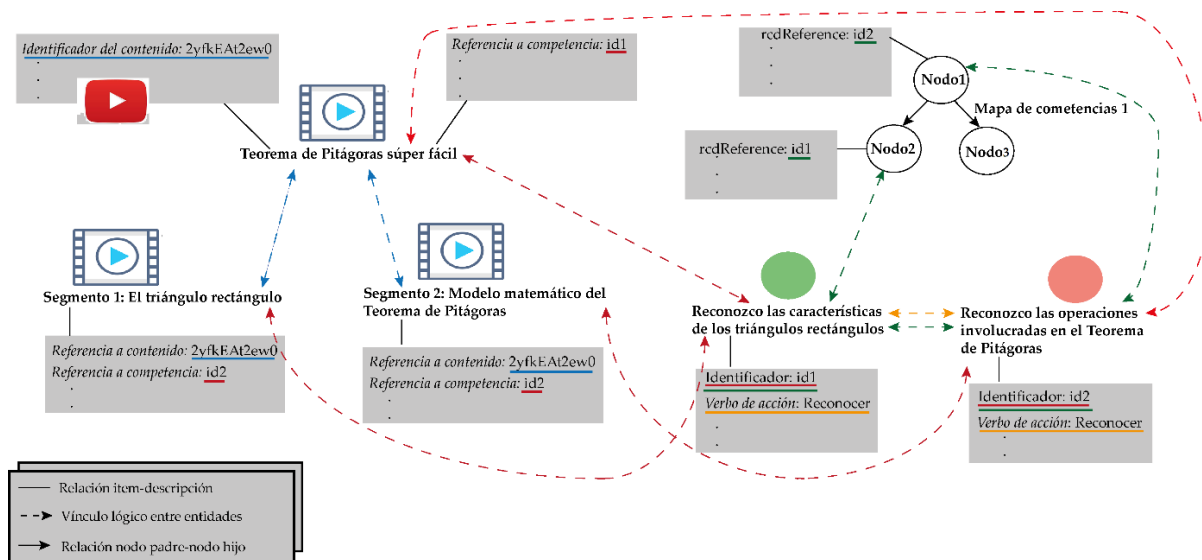 Identificador del contenido: 2yfkEAt2ew0
.
.
.
Teorema de Pitágoras súper fácil
Referencia a competencia: id1
.
.
.
rcdReference: id2
.
.
.
Nodo1
Mapa de cometencias 1
Nodo2
Nodo3
rcdReference: id1
.
.
.
Segmento 1: El triángulo rectángulo
Referencia a contenido: 2yfkEAt2ew0
Referencia a competencia: id2
.
Segmento 2: Modelo matemático del
Teorema de Pitágoras
Referencia a contenido: 2yfkEAt2ew0
Referencia a competencia: id2
.
.
Reconozco las características
de los triángulos rectángulos
Identificador: id1
Verbo de acción: Reconocer
.
.
Reconozco las operaciones
involucradas en el Teorema
de Pitágoras
Identificador: id2
Verbo de acción: Reconocer
.
.
Relación item-descripción
Vínculo lógico entre entidades
Relación nodo padre-nodo hijo